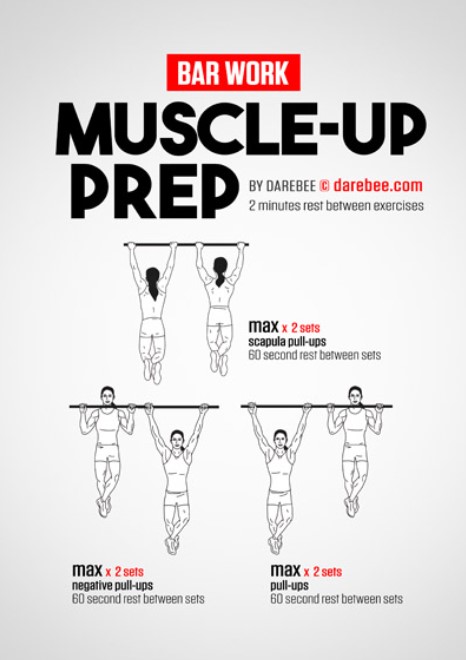 BAR WORK
MUSCLE-UP
PREP
BY DAREBEE © darebee.com
2 minutes rest between exercises
max x 2 sets
scapula pull-ups
60 second rest between sets
max x 2 sets
negative pull-ups
60 second rest between sets
max x 2 sets
pull-ups
60 second rest between sets